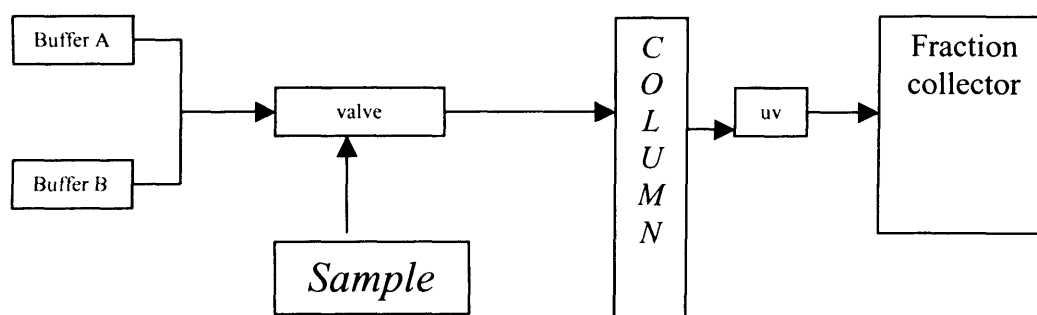 Buffer A
Buffer B
valve
Sample
C
O
L
U
M
N
uv
Fraction
collector